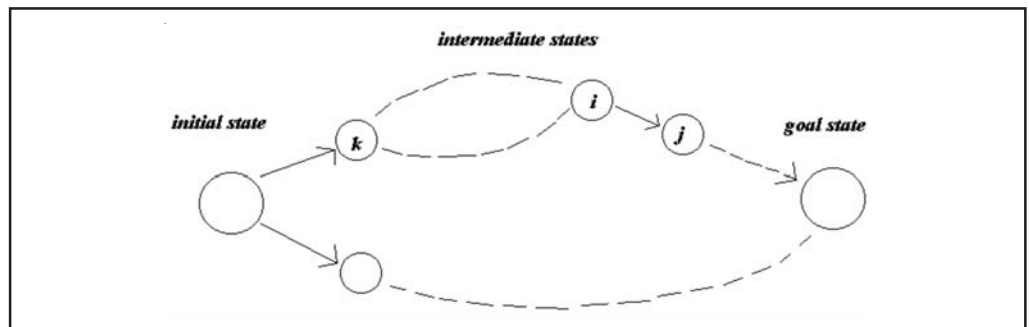 intermediate states
initial state
goal state
k
i
j